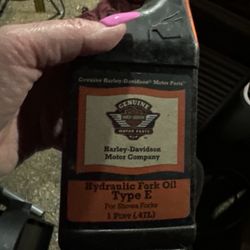 Genuine Harley-Davidson® Motor Parts
GENUINE
MOTOR PARTS
Harley-Davidson
Motor Company
Hydraulic Fork Oil
Type E
For Showa Forks
1 Pint (.47L)